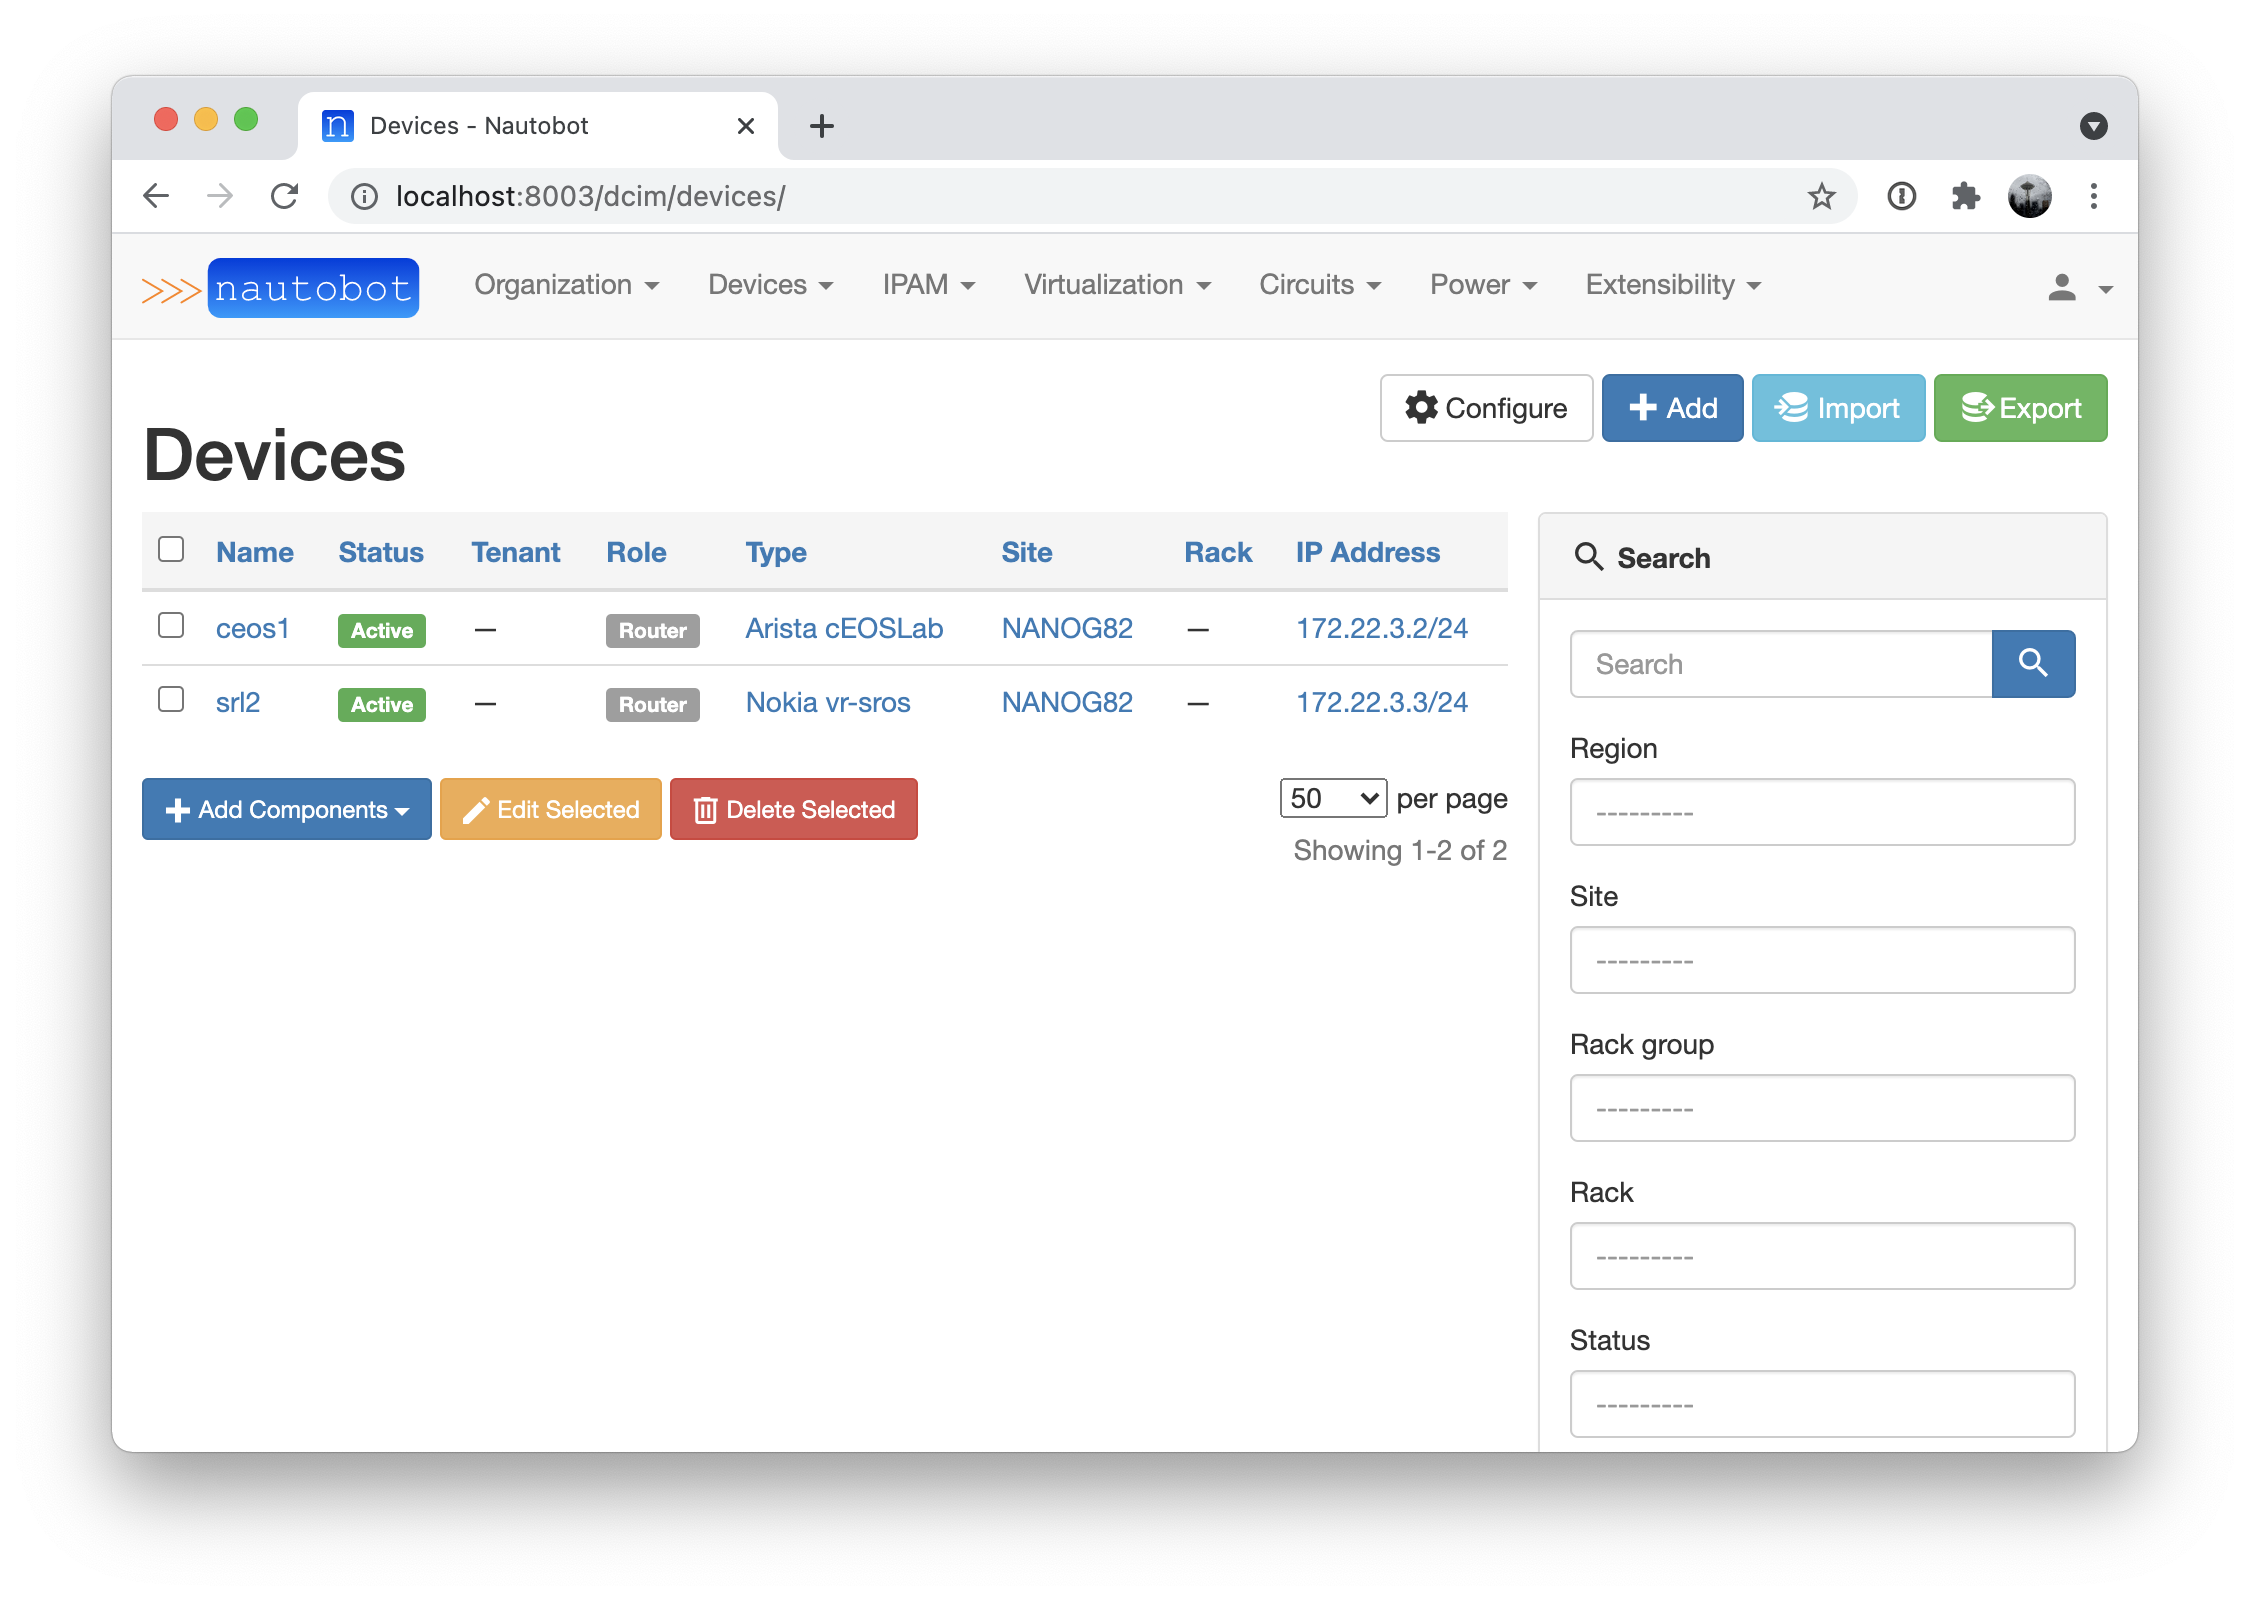 Devices - Nautobot
localhost:8003/dcim/devices/
nautobot Organization Devices IPAM Virtualization Circuits Power Extensibility
Configure Add Import Export
Devices
Name Status Tenant Role Type Site Rack IP Address
ceos1 Active — Router Arista cEOSLab NANOG82 — 172.22.3.2/24
srl2 Active — Router Nokia vr-sros NANOG82 — 172.22.3.3/24
Add Components Edit Selected Delete Selected
50 per page
Showing 1-2 of 2
Search
Search
Region
---------
Site
---------
Rack group
---------
Rack
---------
Status
---------